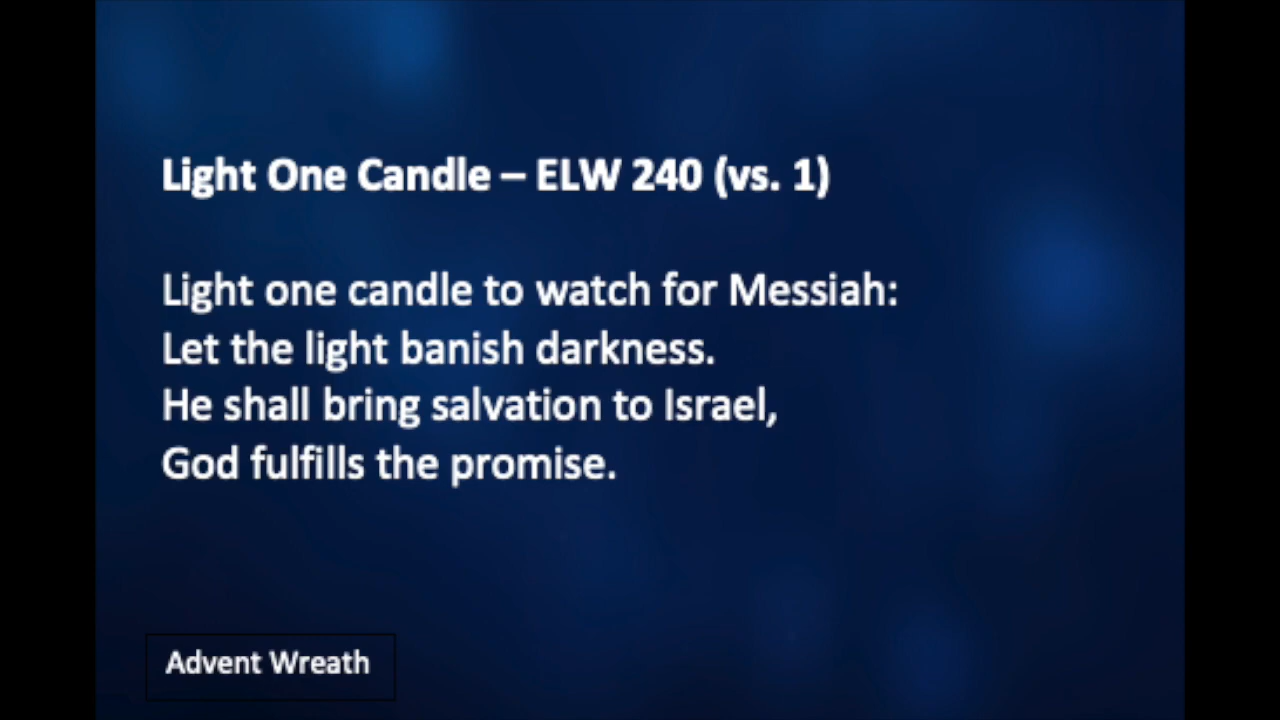 Light One Candle – ELW 240 (vs. 1)
Light one candle to watch for Messiah:
Let the light banish darkness.
He shall bring salvation to Israel,
God fulfills the promise.
Advent Wreath